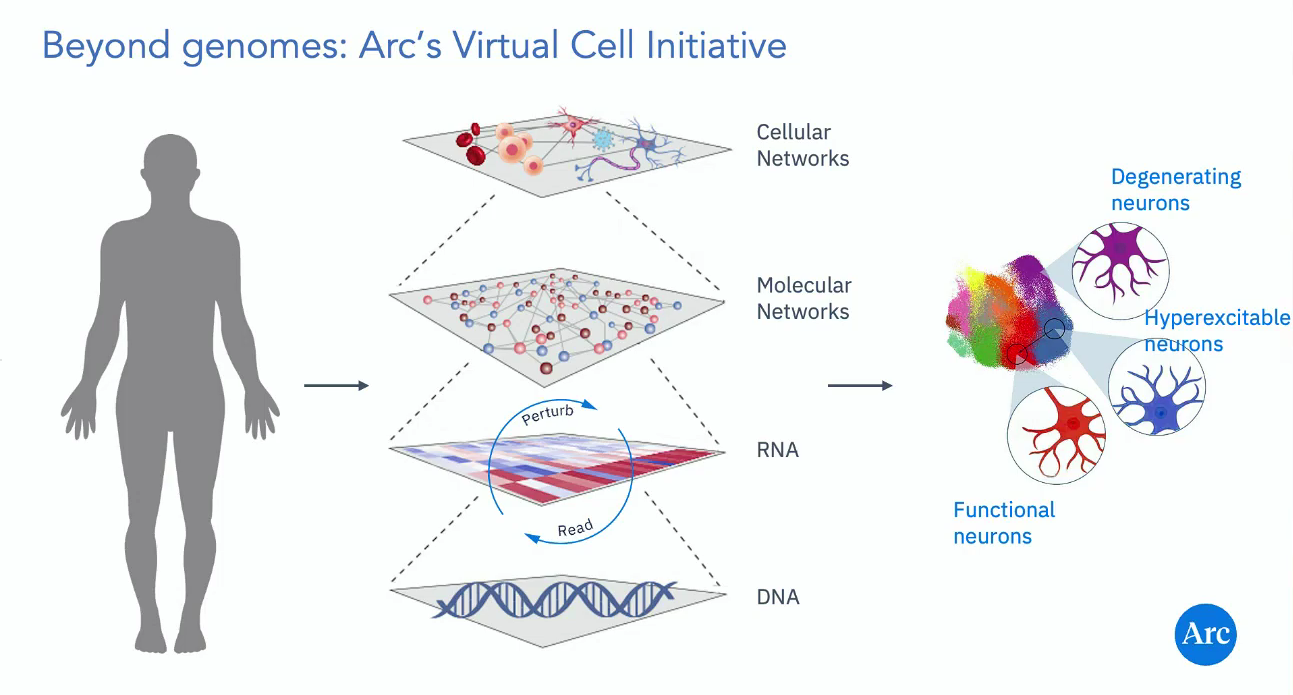 Beyond genomes: Arc's Virtual Cell Initiative
Cellular
Networks
Molecular
Networks
Perturb
RNA
Read
DNA
Degenerating
neurons
Hyperexcitable
neurons
Functional
neurons
Arc